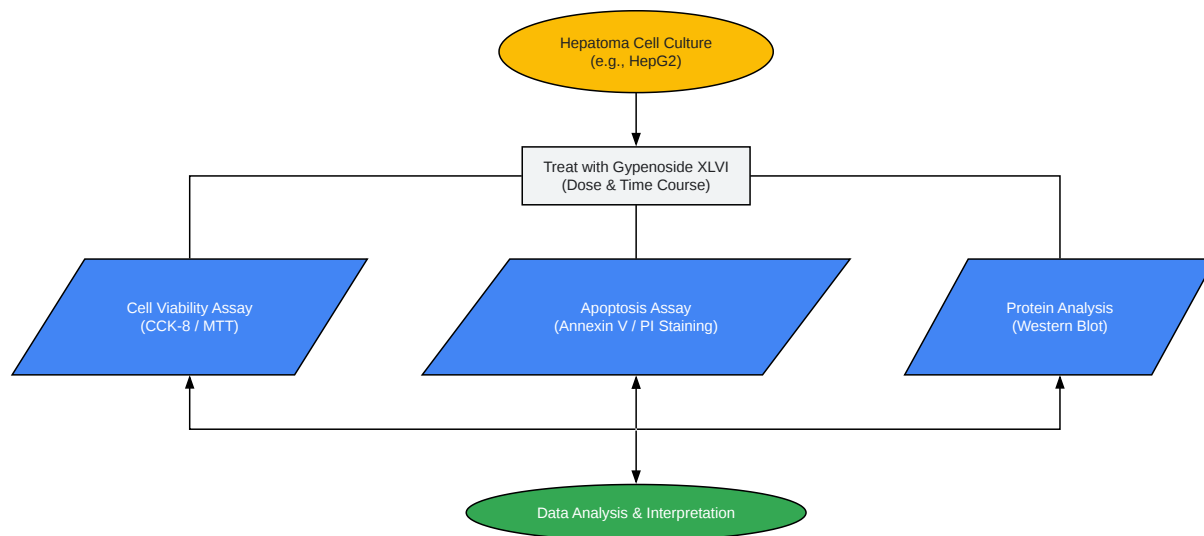 Hepatoma Cell Culture
(e.g., HepG2)
Treat with Gypenoside XLVI
(Dose & Time Course)
Cell Viability Assay
(CCK-8 / MTT)
Apoptosis Assay
(Annexin V / PI Staining)
Protein Analysis
(Western Blot)
Data Analysis & Interpretation